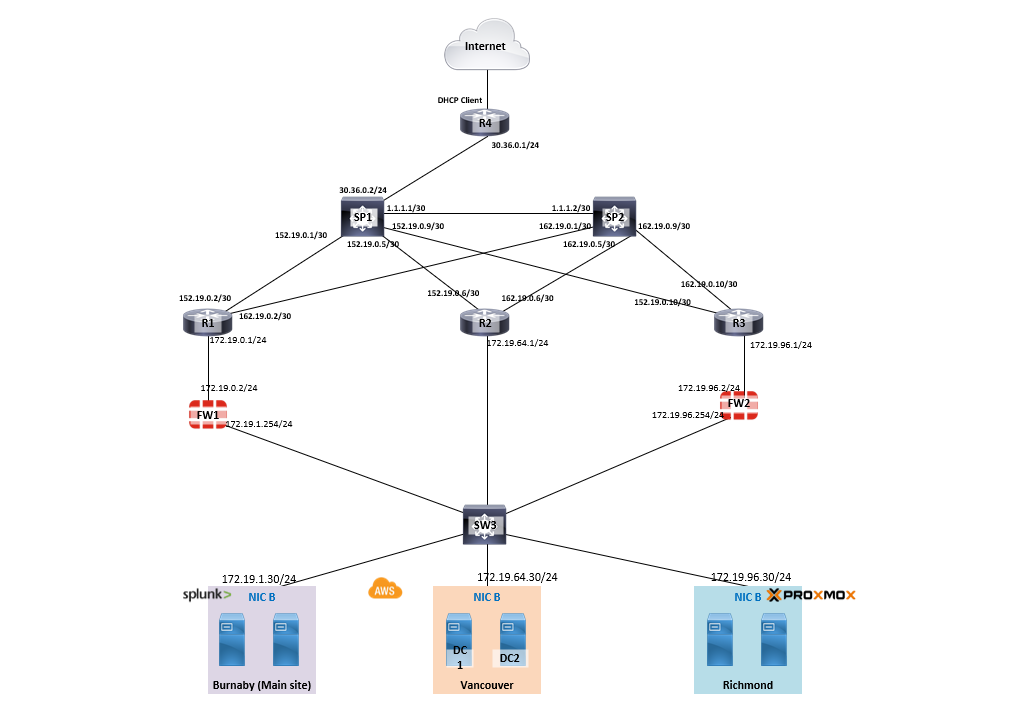 Internet
DHCP Client
R4
30.36.0.1/24
30.36.0.2/24
SP1
1.1.1.1/30
1.1.1.2/30
SP2
152.19.0.9/30
162.19.0.1/30
162.19.0.9/30
152.19.0.1/30
152.19.0.5/30
162.19.0.5/30
162.19.0.10/30
152.19.0.2/30
152.19.0.6/30
162.19.0.6/30
152.19.0.10/30
162.19.0.2/30
R1
R2
R3
172.19.0.1/24
172.19.64.1/24
172.19.96.1/24
172.19.0.2/24
172.19.96.2/24
FW1
FW2
172.19.1.254/24
172.19.96.254/24
SW3
172.19.1.30/24
172.19.64.30/24
172.19.96.30/24
splunk>
NIC B
AWS
NIC B
NIC B
PROXMOX
DC
1
DC2
Burnaby (Main site)
Vancouver
Richmond